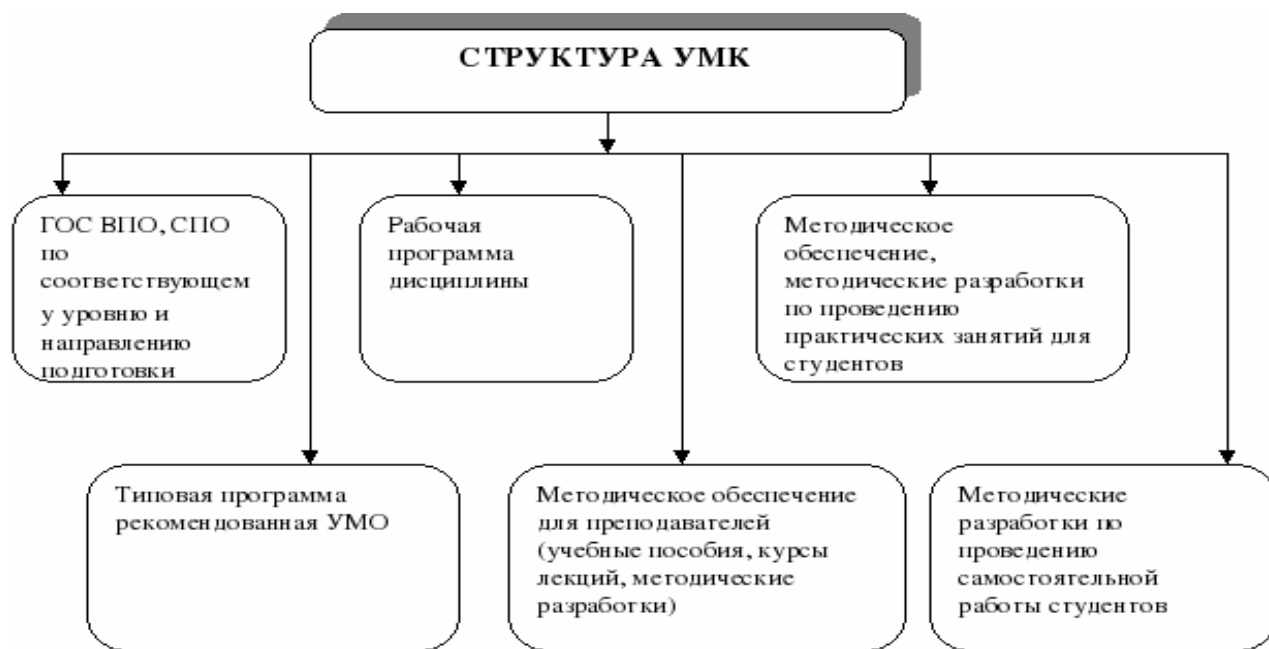 СТРУКТУРА УМК
ГОС ВПО, СПО
по
соответствующем
у уровню и
направлению
подготовки
Рабочая
программа
дисциплины
Методическое
обеспечение,
методические разработки
по проведению
практических занятий для
студентов
Типовая программа
рекомендованная УМО
Методическое обеспечение
для преподавателей
(учебные пособия, курсы
лекций, методические
разработки)
Методические
разработки по
проведению
самостоятельной
работы студентов